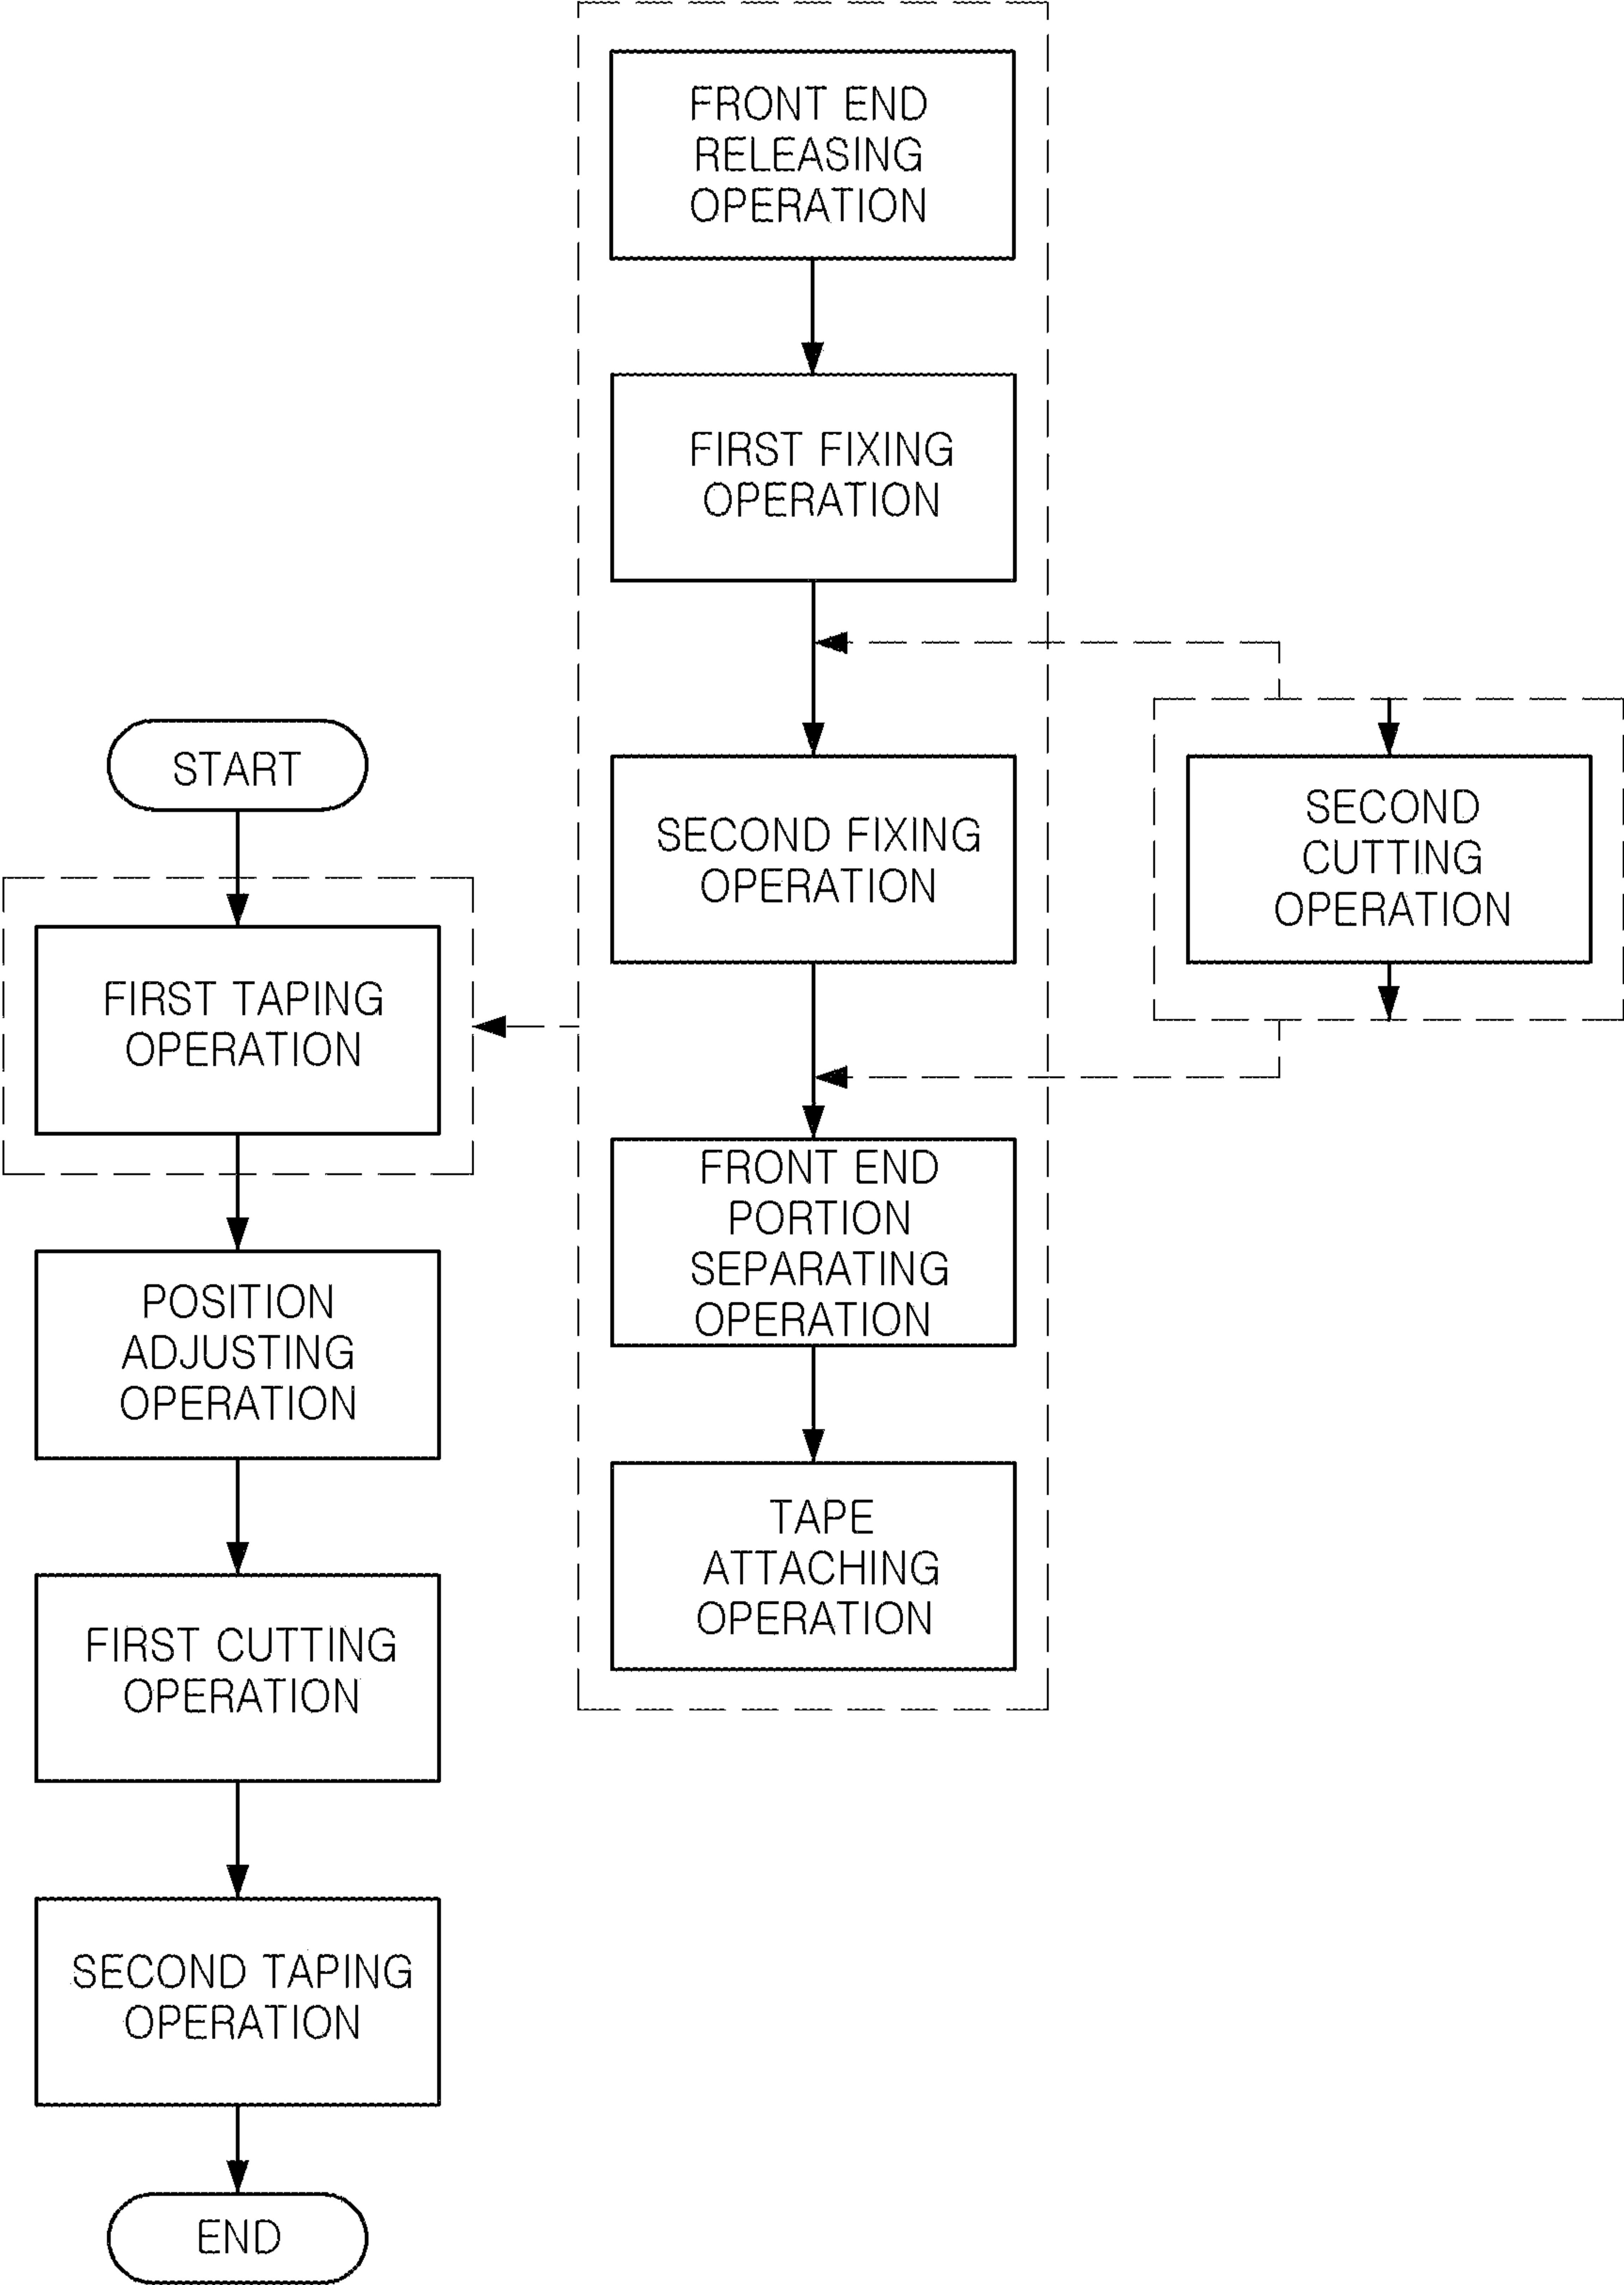 START
FIRST TAPING
OPERATION
POSITION
ADJUSTING
OPERATION
FIRST CUTTING
OPERATION
SECOND TAPING
OPERATION
END
FRONT END
RELEASING
OPERATION
FIRST FIXING
OPERATION
SECOND FIXING
OPERATION
FRONT END
PORTION
SEPARATING
OPERATION
TAPE
ATTACHING
OPERATION
SECOND
CUTTING
OPERATION